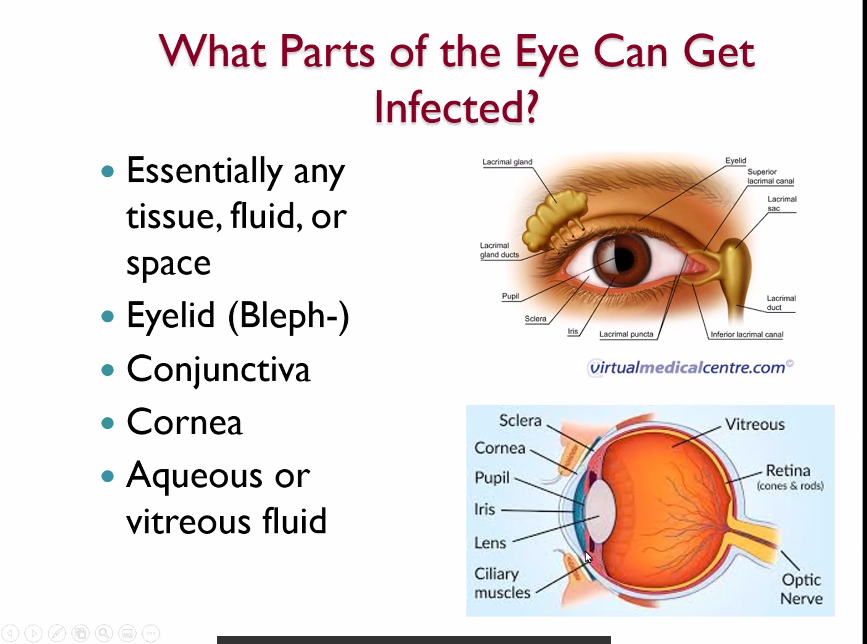 What Parts of the Eye Can Get
Infected?
Essentially any
tissue, fluid, or
space
Eyelid (Bleph-)
Conjunctiva
Cornea
Aqueous or
vitreous fluid
Lacrimal gland
Eyelid
Superior
lacrimal canal
Lacrimal
sac
Lacrimal
gland ducts
Pupil
Sclera
Iris
Lacrimal puncta
Inferior lacrimal canal
Lacrimal
duct
virtualmedicalcentre.com©
Sclera
Cornea
Pupil
Iris
Lens
Ciliary
muscles
Vitreous
Retina
(cones & rods)
Optic
Nerve